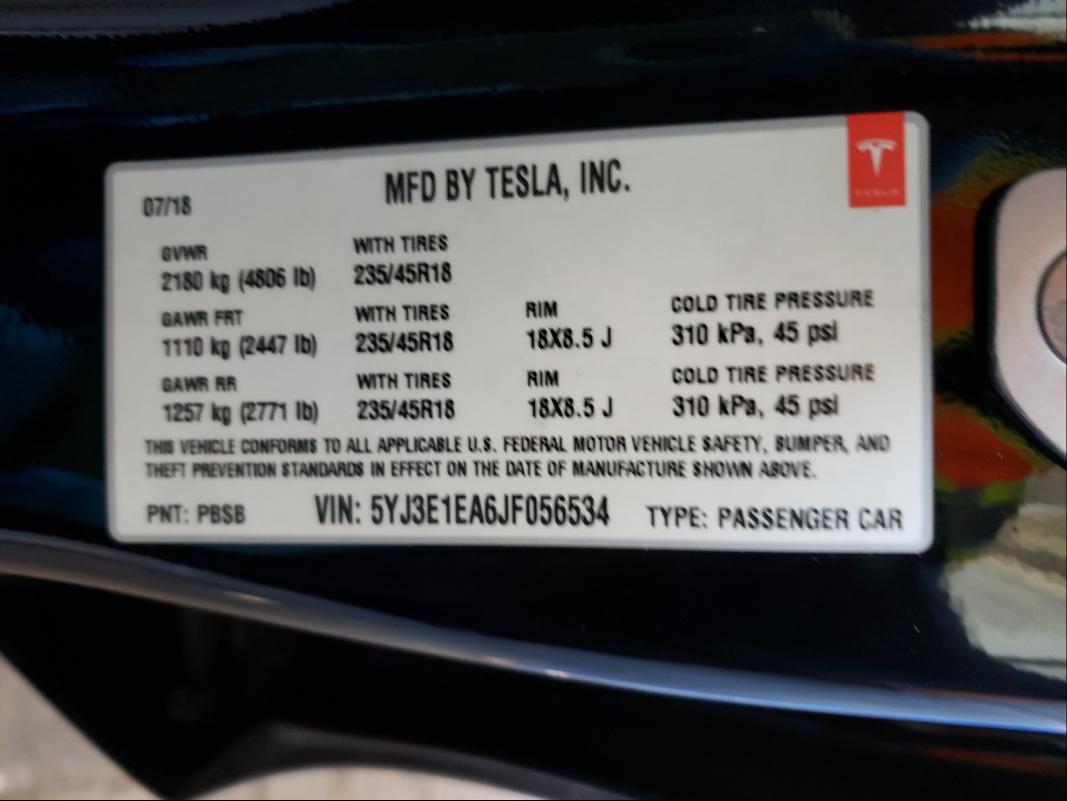 07/18 MFD BY TESLA, INC.
TESLA
GVWR WITH TIRES
2180 kg (4806 lb) 235/45R18
GAWR FRT WITH TIRES RIM COLD TIRE PRESSURE
1110 kg (2447 lb) 235/45R18 18X8.5 J 310 kPa, 45 psi
GAWR RR WITH TIRES RIM COLD TIRE PRESSURE
1257 kg (2771 lb) 235/45R18 18X8.5 J 310 kPa, 45 psi
THIS VEHICLE CONFORMS TO ALL APPLICABLE U.S. FEDERAL MOTOR VEHICLE SAFETY, BUMPER, AND
THEFT PREVENTION STANDARDS IN EFFECT ON THE DATE OF MANUFACTURE SHOWN ABOVE.
PNT: PBSB VIN: 5YJ3E1EA6JF056534 TYPE: PASSENGER CAR